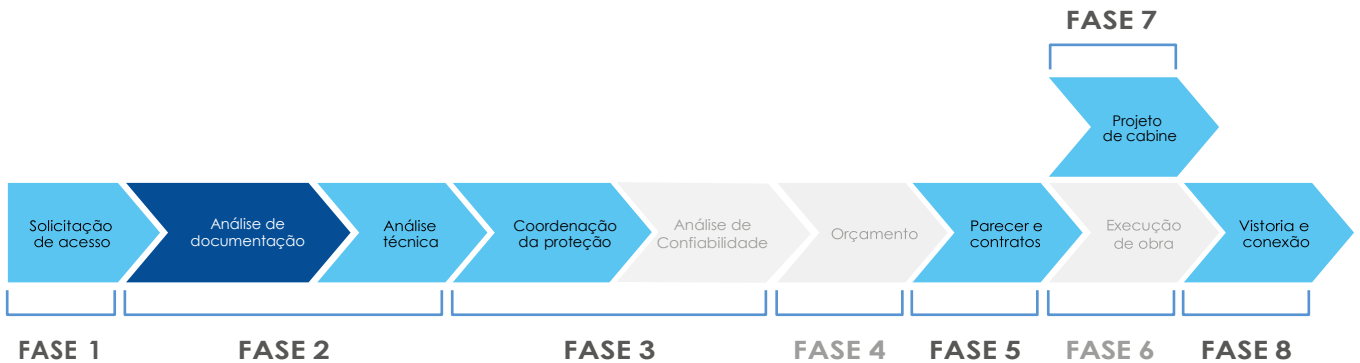 FASE 7
Projeto
de cabine
Solicitação
de acesso
Análise de
documentação
Análise
técnica
Coordenação
da proteção
Análise de
Confiabilidade
Orçamento
Parecer e
contratos
Execução
de obra
Vistoria e
conexão
FASE 1
FASE 2
FASE 3
FASE 4
FASE 5
FASE 6
FASE 8